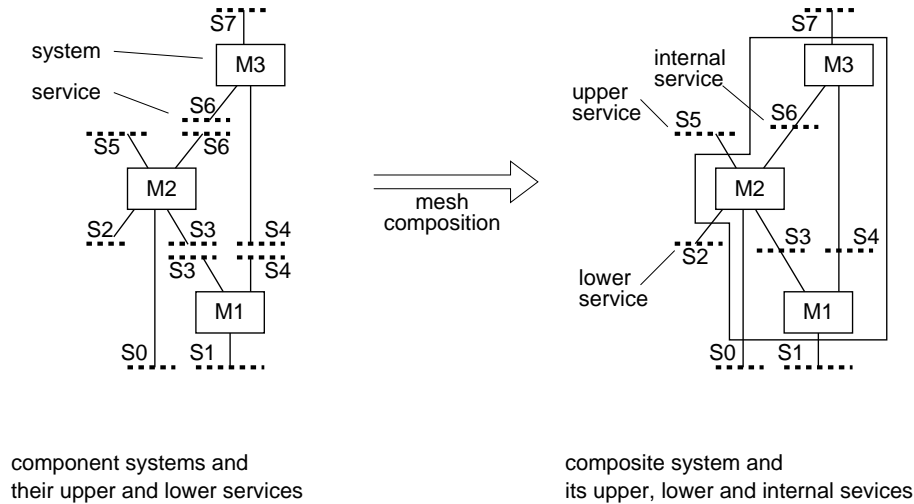 S7
system
M3
service
S6
S5
S6
M2
S2
S3
S4
S3
S4
M1
S0
S1
mesh
composition
S7
internal
service
M3
upper
service
S5
S6
M2
S3
S4
S2
lower
service
M1
S0
S1
component systems and
their upper and lower services
composite system and
its upper, lower and internal sevices